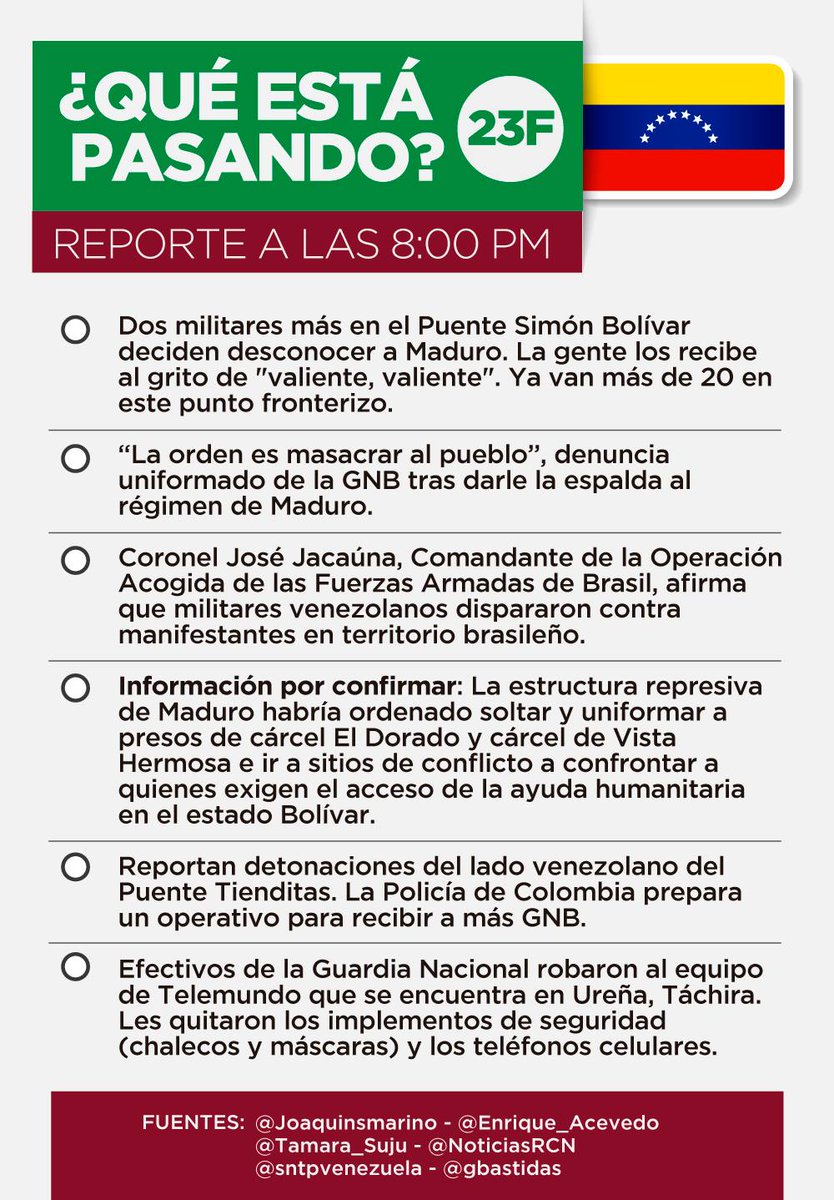 ¿QUÉ ESTÁ
PASANDO?
23F
REPORTE A LAS 8:00 PM
Dos militares más en el Puente Simón Bolívar
deciden desconocer a Maduro. La gente los recibe
al grito de "valiente, valiente". Ya van más de 20 en
este punto fronterizo.
“La orden es masacrar al pueblo”, denuncia
uniformado de la GNB tras darle la espalda al
régimen de Maduro.
Coronel José Jacaúna, Comandante de la Operación
Acogida de las Fuerzas Armadas de Brasil, afirma
que militares venezolanos dispararon contra
manifestantes en territorio brasileño.
Información por confirmar: La estructura represiva
de Maduro habría ordenado soltar y uniformar a
presos de cárcel El Dorado y cárcel de Vista
Hermosa e ir a sitios de conflicto a confrontar a
quienes exigen el acceso de la ayuda humanitaria
en el estado Bolívar.
Reportan detonaciones del lado venezolano del
Puente Tienditas. La Policía de Colombia prepara
un operativo para recibir a más GNB.
Efectivos de la Guardia Nacional robaron al equipo
de Telemundo que se encuentra en Ureña, Táchira.
Les quitaron los implementos de seguridad
(chalecos y máscaras) y los teléfonos celulares.
FUENTES: @Joaquinsmarino - @Enrique_Acevedo
@Tamara_Suju - @NoticiasRCN
@sntpvenezuela - @gbastidas